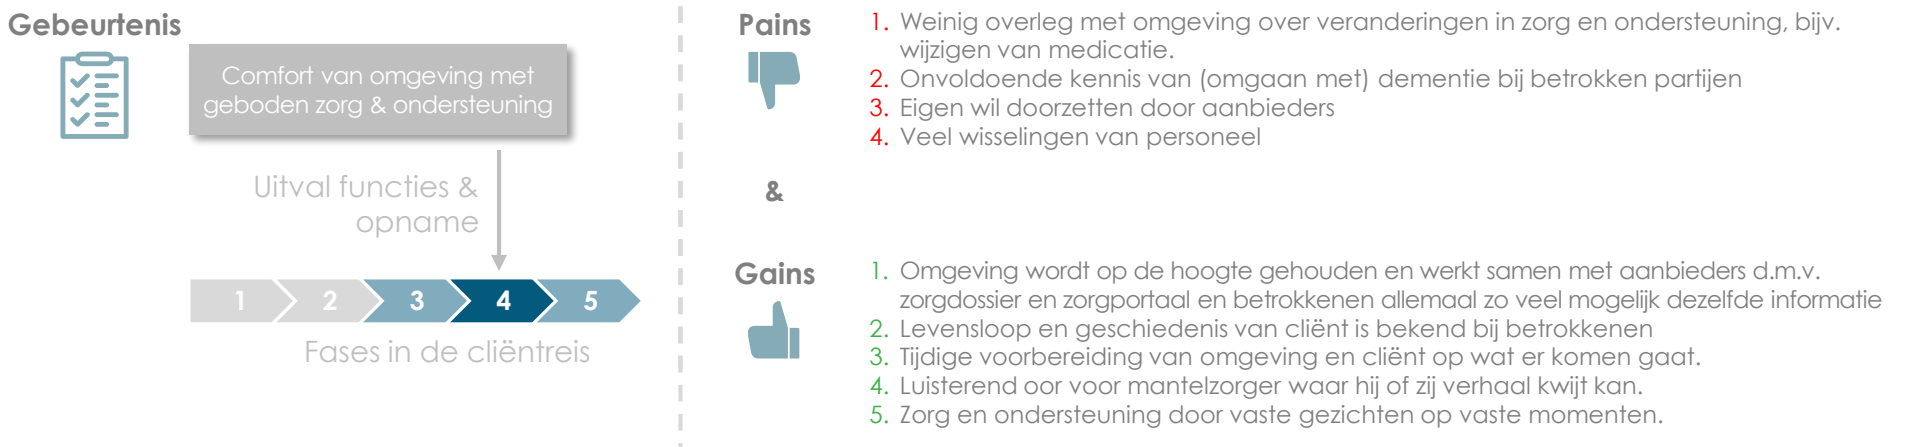 Gebeurtenis
Comfort van omgeving met
geboden zorg & ondersteuning
Uitval functies &
opname
1 2 3 4 5
Fases in de cliëntreis
Pains
1. Weinig overleg met omgeving over veranderingen in zorg en ondersteuning, bijv.
wijzigen van medicatie.
2. Onvoldoende kennis van (omgaan met) dementie bij betrokken partijen
3. Eigen wil doorzetten door aanbieders
4. Veel wisselingen van personeel
&
Gains
1. Omgeving wordt op de hoogte gehouden en werkt samen met aanbieders d.m.v.
zorgdossier en zorgportaal en betrokkenen allemaal zo veel mogelijk dezelfde informatie
2. Levensloop en geschiedenis van cliënt is bekend bij betrokkenen
3. Tijdige voorbereiding van omgeving en cliënt op wat er komen gaat.
4. Luisterend oor voor mantelzorger waar hij of zij verhaal kwijt kan.
5. Zorg en ondersteuning door vaste gezichten op vaste momenten.